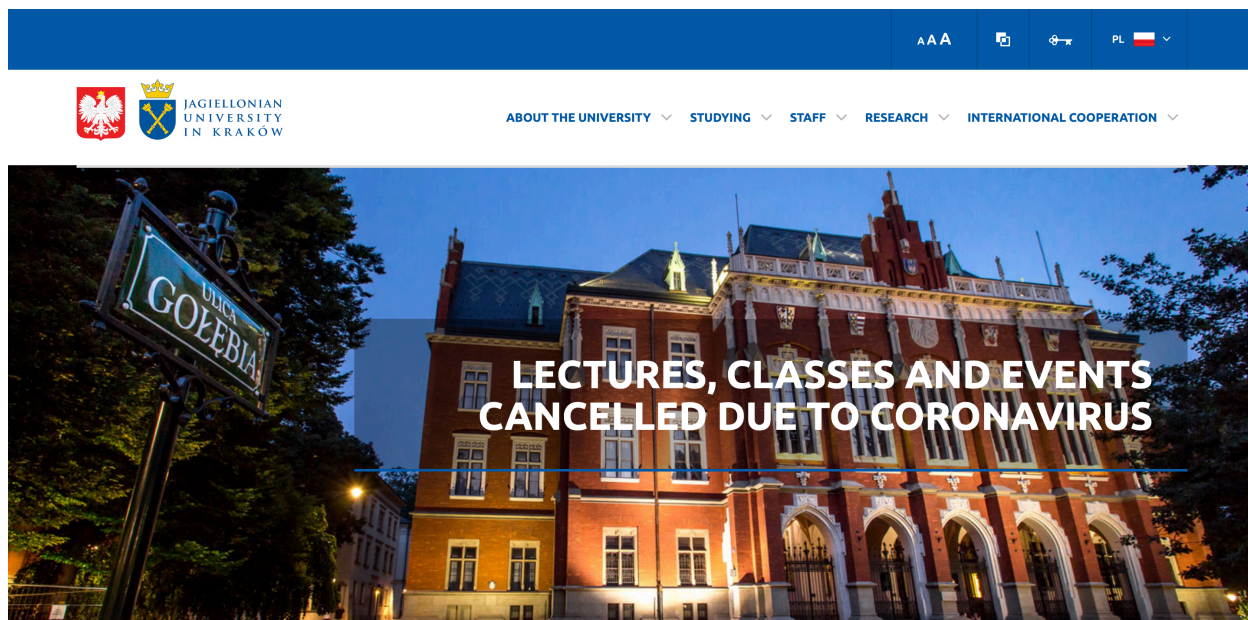 A A A
PL
JAGIELLONIAN
UNIVERSITY
IN KRAKÓW
ABOUT THE UNIVERSITY
STUDYING
STAFF
RESEARCH
INTERNATIONAL COOPERATION
ULICA
GOŁĘBIA
LECTURES, CLASSES AND EVENTS
CANCELLED DUE TO CORONAVIRUS